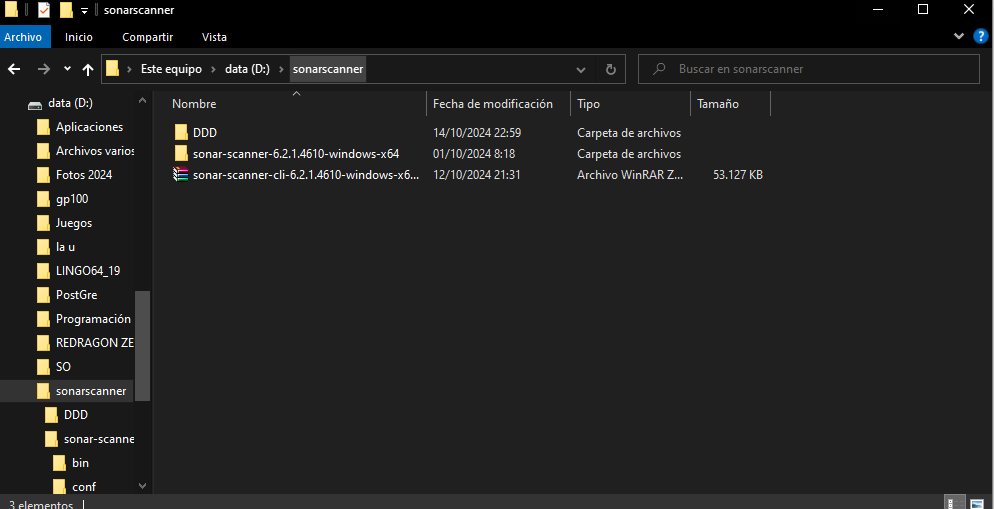 sonarscanner
Archivo Inicio Compartir Vista
Este equipo > data (D:) > sonarscanner
Buscar en sonarscanner
Nombre Fecha de modificación Tipo Tamaño
DDD 14/10/2024 22:59 Carpeta de archivos
sonar-scanner-6.2.1.4610-windows-x64 01/10/2024 8:18 Carpeta de archivos
sonar-scanner-cli-6.2.1.4610-windows-x6... 12/10/2024 21:31 Archivo WinRAR Z... 53.127 KB
data (D:)
Aplicaciones
Archivos varios
Fotos 2024
gp100
Juegos
la u
LINGO64_19
PostGre
Programación
REDRAGON ZE
SO
sonarscanner
DDD
sonar-scanne
bin
conf
3 elementos